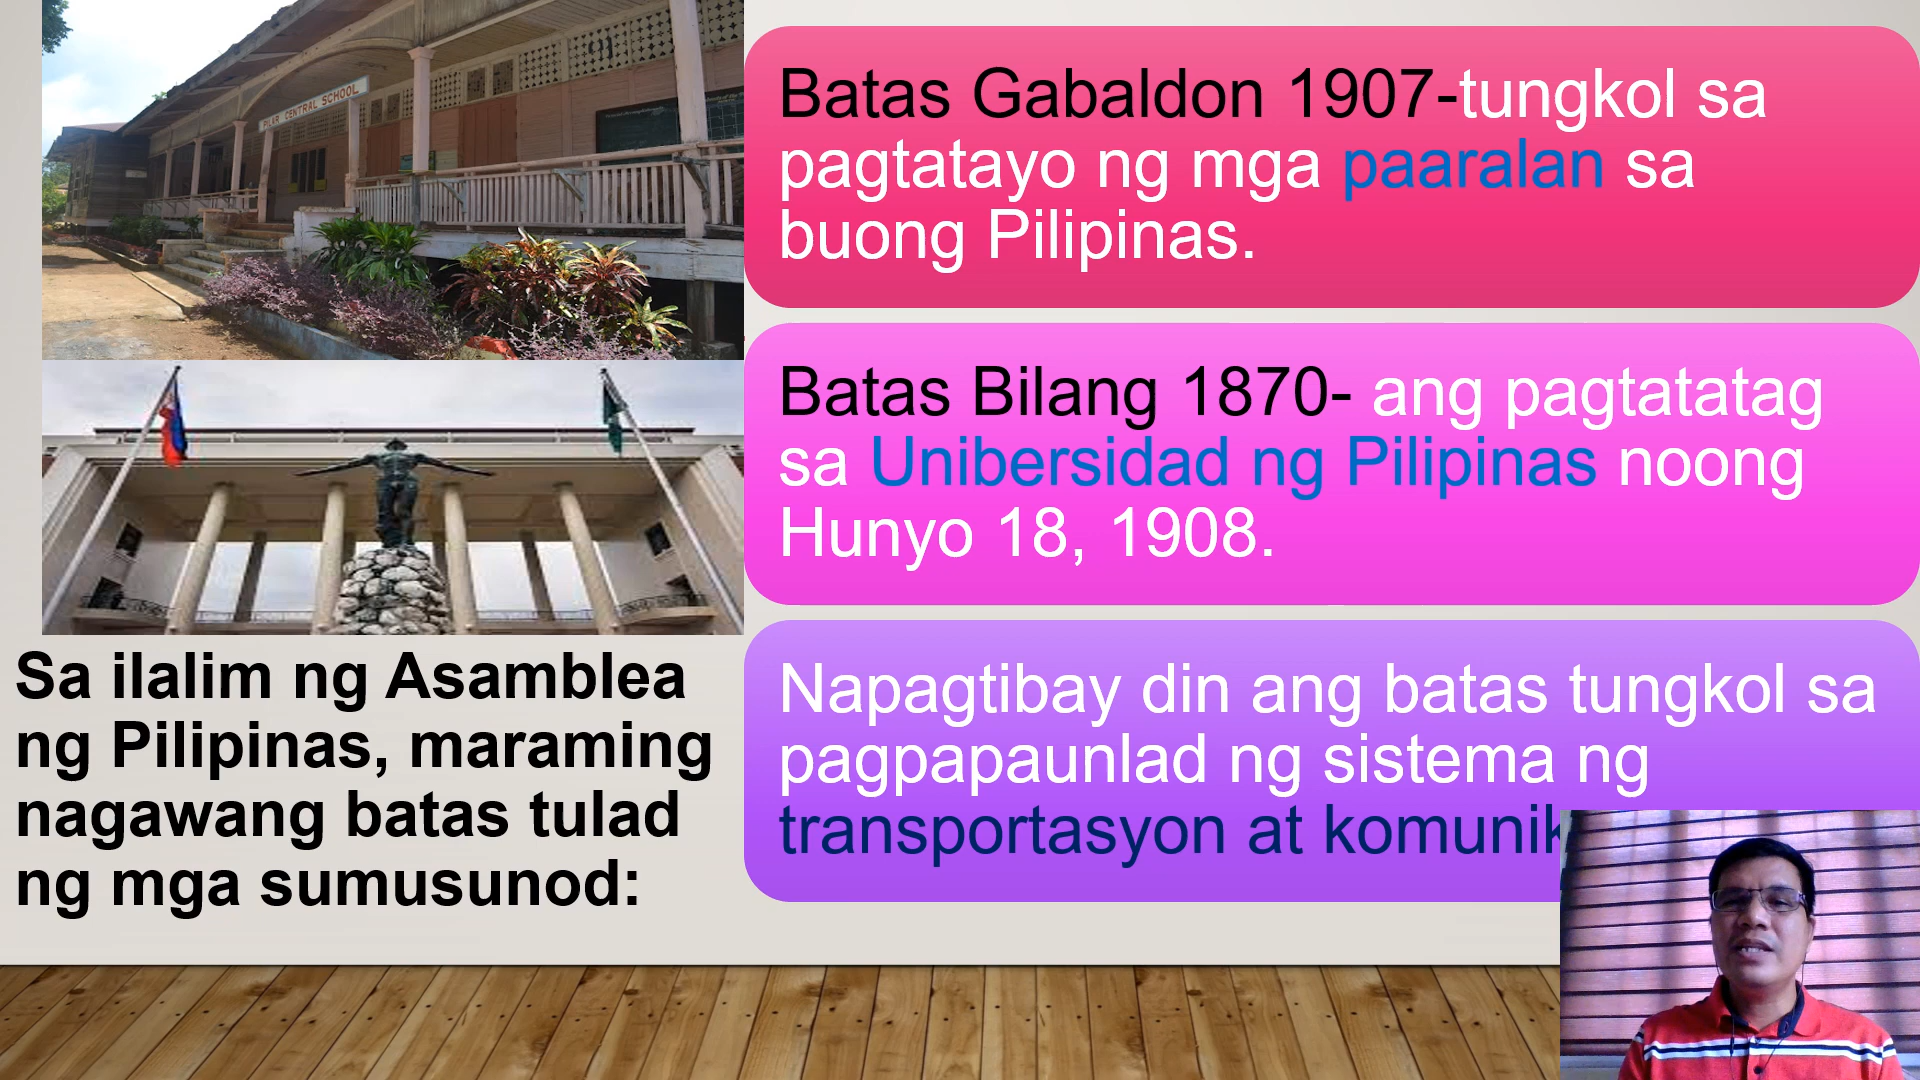 PILAR CENTRAL SCHOOL
Batas Gabaldon 1907-tungkol sa
pagtatayo ng mga paaralan sa
buong Pilipinas.
Batas Bilang 1870- ang pagtatatag
sa Unibersidad ng Pilipinas noong
Hunyo 18, 1908.
Napagtibay din ang batas tungkol sa
pagpapaunlad ng sistema ng
transportasyon at
Sa ilalim ng Asamblea
ng Pilipinas, maraming
nagawang batas tulad
ng mga sumusunod: